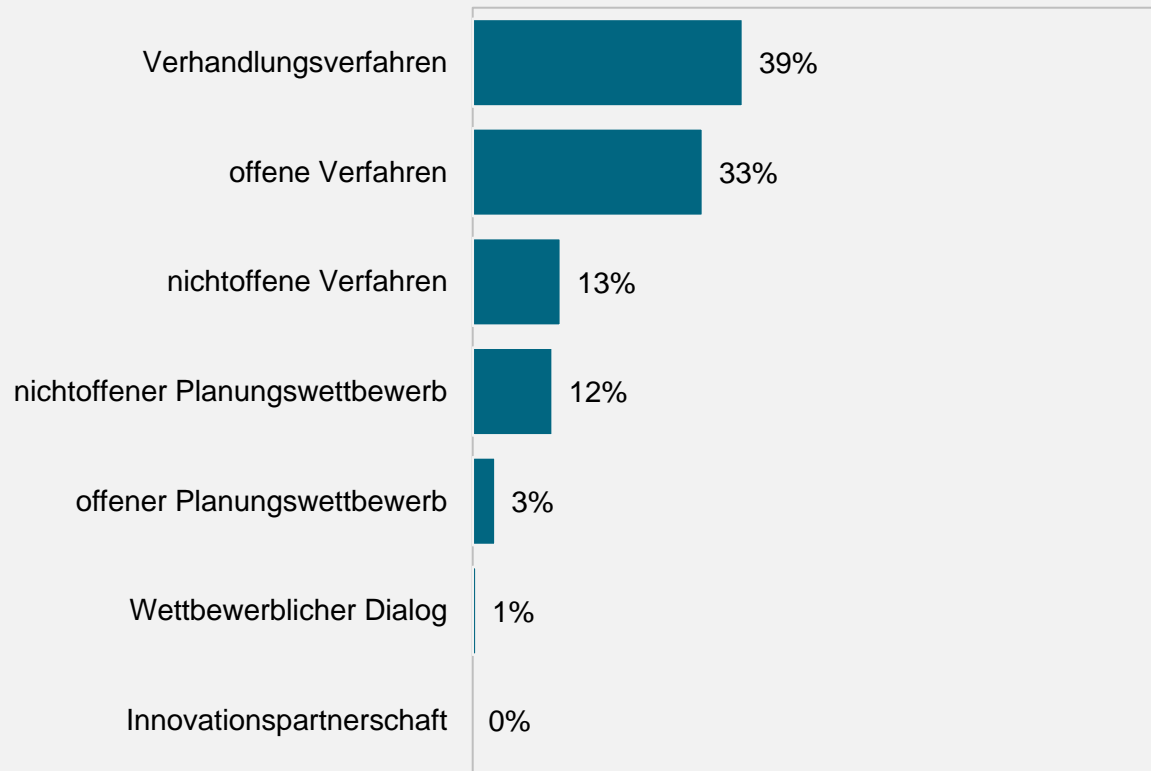 Verhandlungsverfahren 39%
offene Verfahren 33%
nichtoffene Verfahren 13%
nichtoffener Planungswettbewerb 12%
offener Planungswettbewerb 3%
Wettbewerblicher Dialog 1%
Innovationspartnerschaft 0%